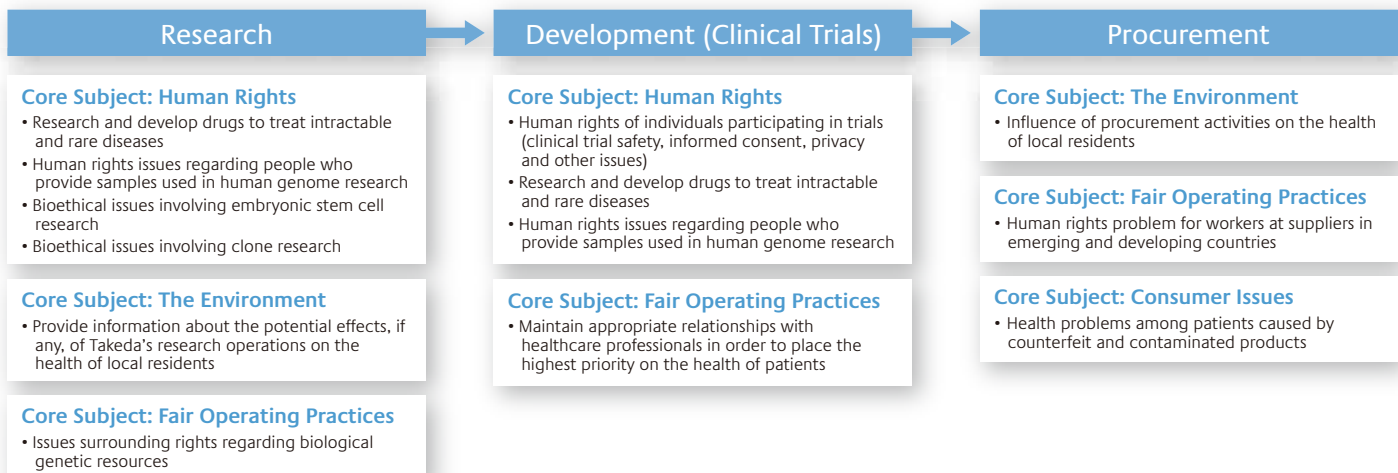 Research
Development (Clinical Trials)
Procurement
Core Subject: Human Rights
• Research and develop drugs to treat intractable
and rare diseases
• Human rights issues regarding people who
provide samples used in human genome research
• Bioethical issues involving embryonic stem cell
research
• Bioethical issues involving clone research
Core Subject: The Environment
• Provide information about the potential effects, if
any, of Takeda's research operations on the
health of local residents
Core Subject: Fair Operating Practices
• Issues surrounding rights regarding biological
genetic resources
Core Subject: Human Rights
• Human rights of individuals participating in trials
(clinical trial safety, informed consent, privacy
and other issues)
• Research and develop drugs to treat intractable
and rare diseases
• Human rights issues regarding people who
provide samples used in human genome research
Core Subject: Fair Operating Practices
• Maintain appropriate relationships with
healthcare professionals in order to place the
highest priority on the health of patients
Core Subject: The Environment
• Influence of procurement activities on the health
of local residents
Core Subject: Fair Operating Practices
• Human rights problem for workers at suppliers in
emerging and developing countries
Core Subject: Consumer Issues
• Health problems among patients caused by
counterfeit and contaminated products